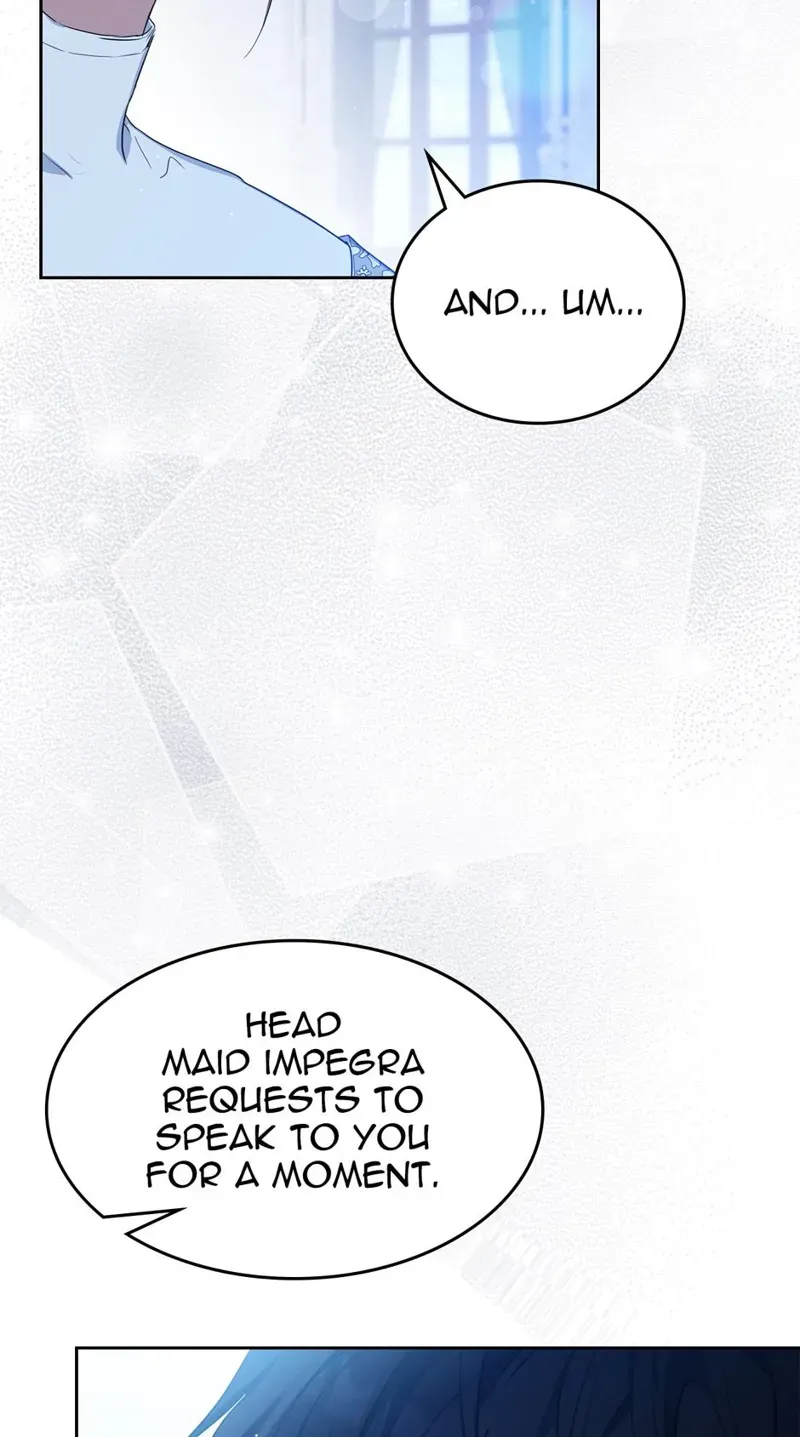 AND... UM...
HEAD
MAID IMPEGRA
REQUESTS TO
SPEAK TO YOU
FOR A MOMENT.